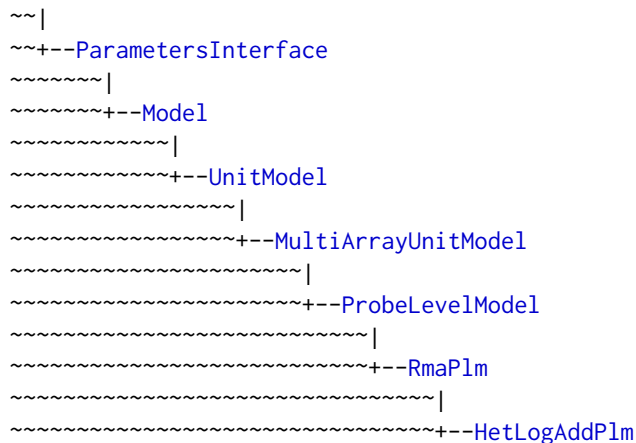 ~~|
~~+--ParametersInterface
~~~~~~~|
~~~~~~~+--Model
~~~~~~~~~~~~|
~~~~~~~~~~~~+--UnitModel
~~~~~~~~~~~~~~~~~|
~~~~~~~~~~~~~~~~~+--MultiArrayUnitModel
~~~~~~~~~~~~~~~~~~~~~~|
~~~~~~~~~~~~~~~~~~~~~~+--ProbeLevelModel
~~~~~~~~~~~~~~~~~~~~~~~~~~~|
~~~~~~~~~~~~~~~~~~~~~~~~~~~+--RmaPlm
~~~~~~~~~~~~~~~~~~~~~~~~~~~~~~~~|
~~~~~~~~~~~~~~~~~~~~~~~~~~~~~~~~+--HetLogAddPlm